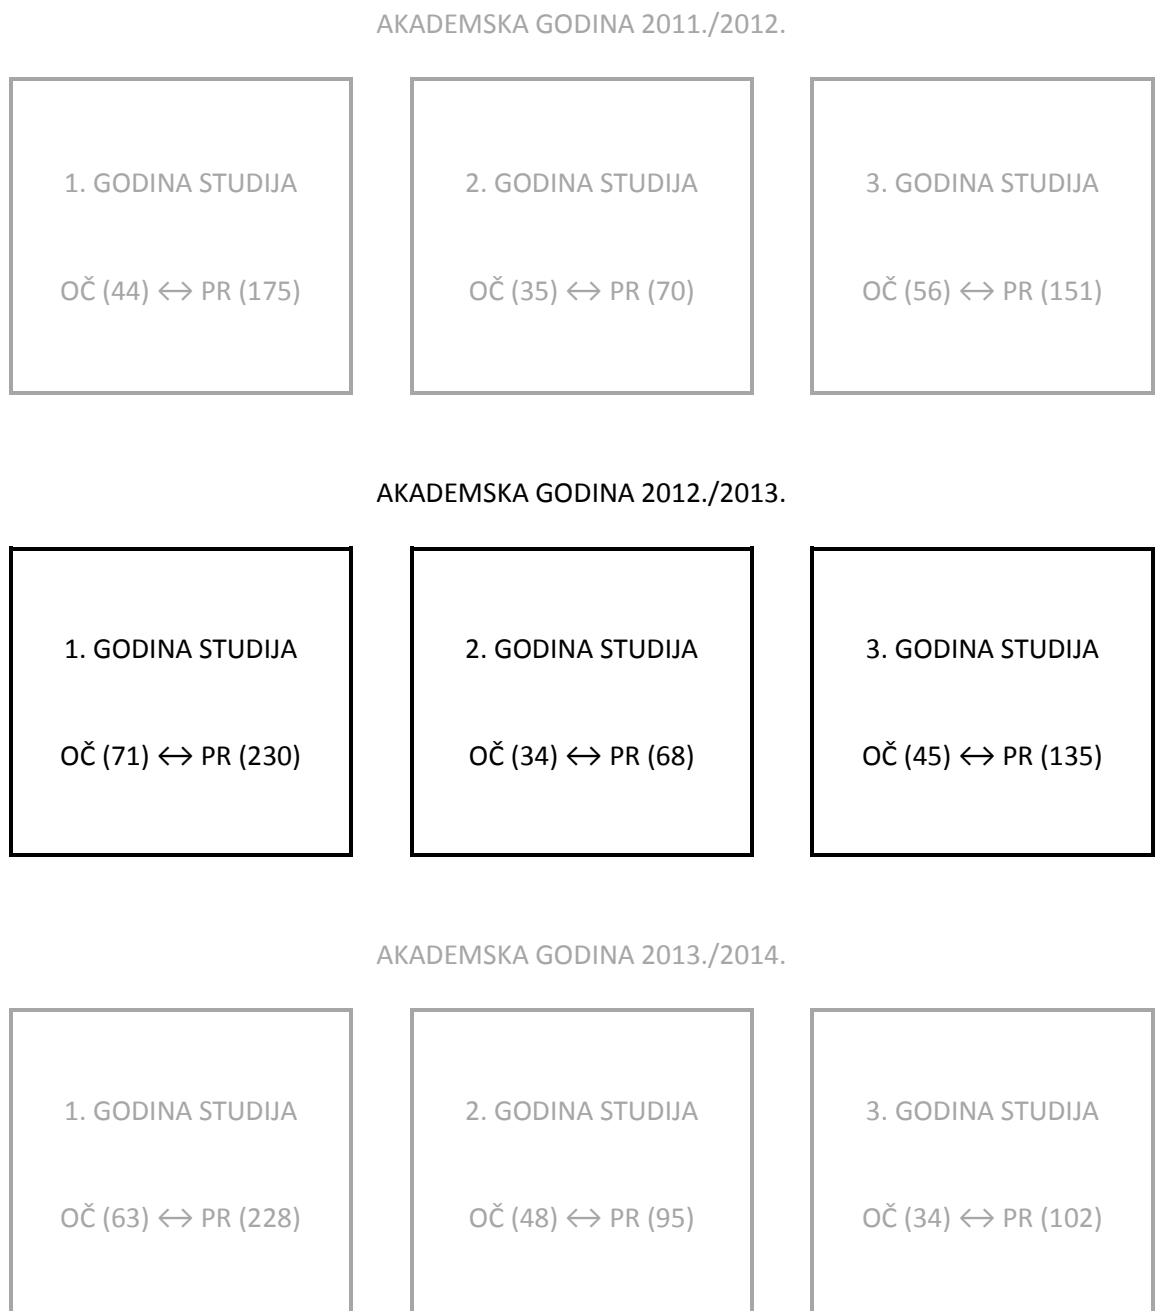 AKADEMSKA GODINA 2011./2012.
1. GODINA STUDIJA
OČ (44) ↔ PR (175)
2. GODINA STUDIJA
OČ (35) ↔ PR (70)
3. GODINA STUDIJA
OČ (56) ↔ PR (151)
AKADEMSKA GODINA 2012./2013.
1. GODINA STUDIJA
OČ (71) ↔ PR (230)
2. GODINA STUDIJA
OČ (34) ↔ PR (68)
3. GODINA STUDIJA
OČ (45) ↔ PR (135)
AKADEMSKA GODINA 2013./2014.
1. GODINA STUDIJA
OČ (63) ↔ PR (228)
2. GODINA STUDIJA
OČ (48) ↔ PR (95)
3. GODINA STUDIJA
OČ (34) ↔ PR (102)